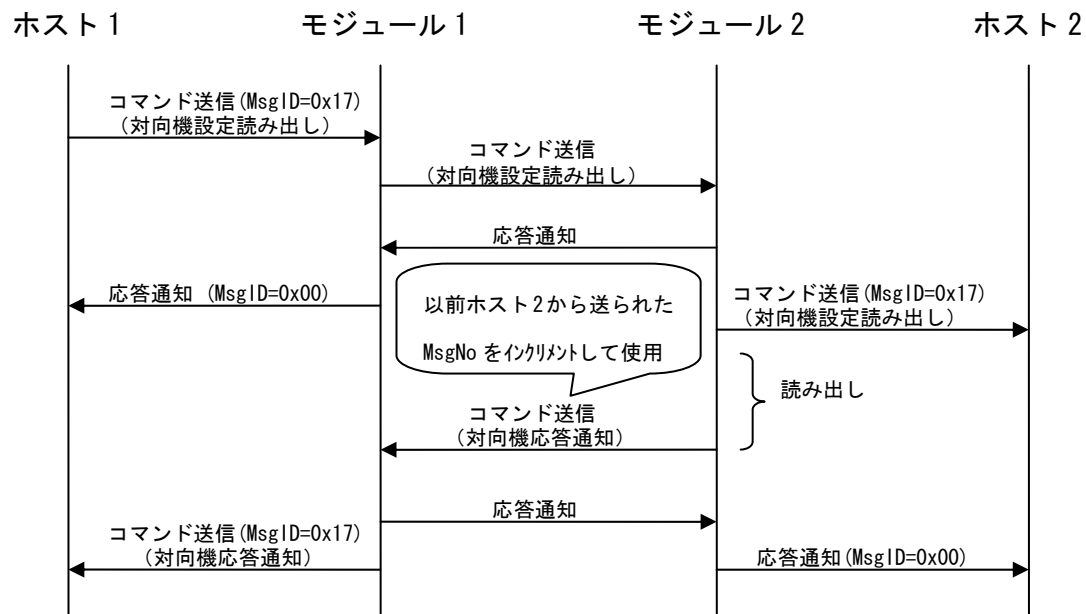 ホスト1
モジュール1
モジュール2
ホスト2
コマンド送信(MsgID=0x17)
(対向機設定読み出し)
コマンド送信
(対向機設定読み出し)
応答通知
応答通知 (MsgID=0x00)
以前ホスト2から送られた
MsgNo をインクリメントして使用
コマンド送信(MsgID=0x17)
(対向機設定読み出し)
読み出し
コマンド送信
(対向機応答通知)
応答通知
コマンド送信(MsgID=0x17)
(対向機応答通知)
応答通知(MsgID=0x00)